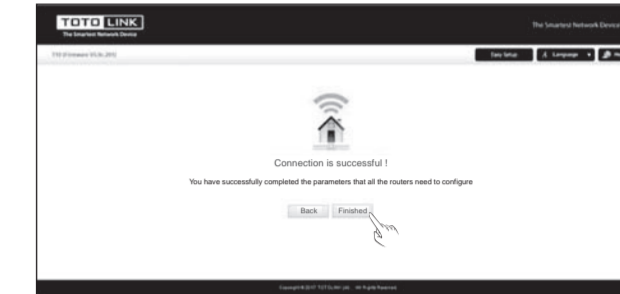 TOTO LINK
The Smartest Network Device
The Smartest Network Device
Easy Setup
Language
Connection is successful !
You have successfully completed the parameters that all the routers need to configure
Back Finished